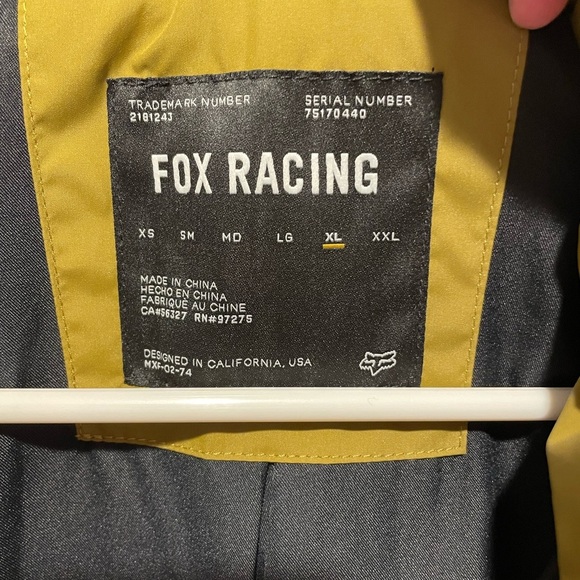 TRADEMARK NUMBER
2181243
SERIAL NUMBER
75170440
FOX RACING
XS SM MD LG XL XXL
MADE IN CHINA
HECHO EN CHINA
FABRIQUÉ AU CHINE
CA#56327 RN#97275
DESIGNED IN CALIFORNIA, USA
MXF-02-74